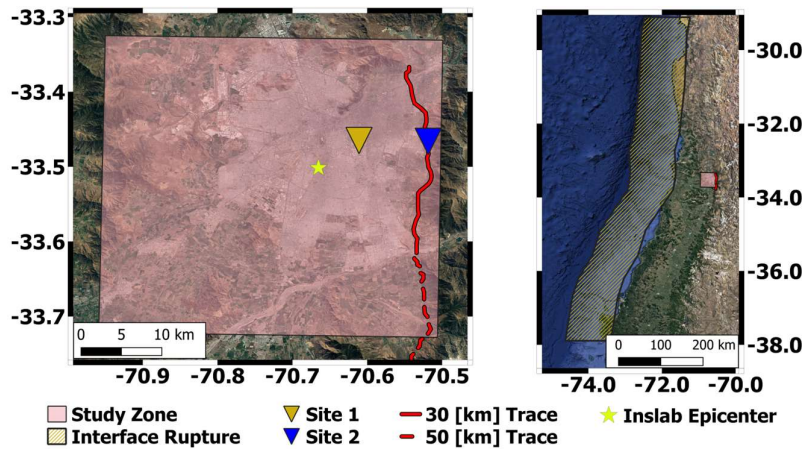 -33.3
-33.4
-33.5
-33.6
-33.7
0 5 10 km
-70.9 -70.8 -70.7 -70.6 -70.5
-30.0
-32.0
-34.0
-36.0
-38.0
0 100 200 km
-74.0 -72.0 -70.0
Study Zone
Site 1
30 [km] Trace
Inslab Epicenter
Interface Rupture
Site 2
50 [km] Trace